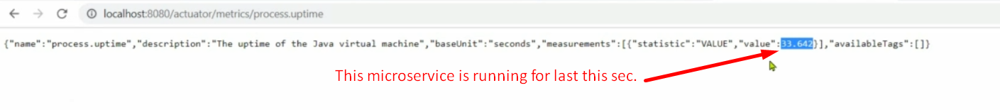 localhost:8080/actuator/metrics/process.uptime
{"name":"process.uptime","description":"The uptime of the Java virtual machine","baseUnit":"seconds","measurements":[{"statistic":"VALUE","value":33.642}],"availableTags":[]}
This microservice is running for last this sec.